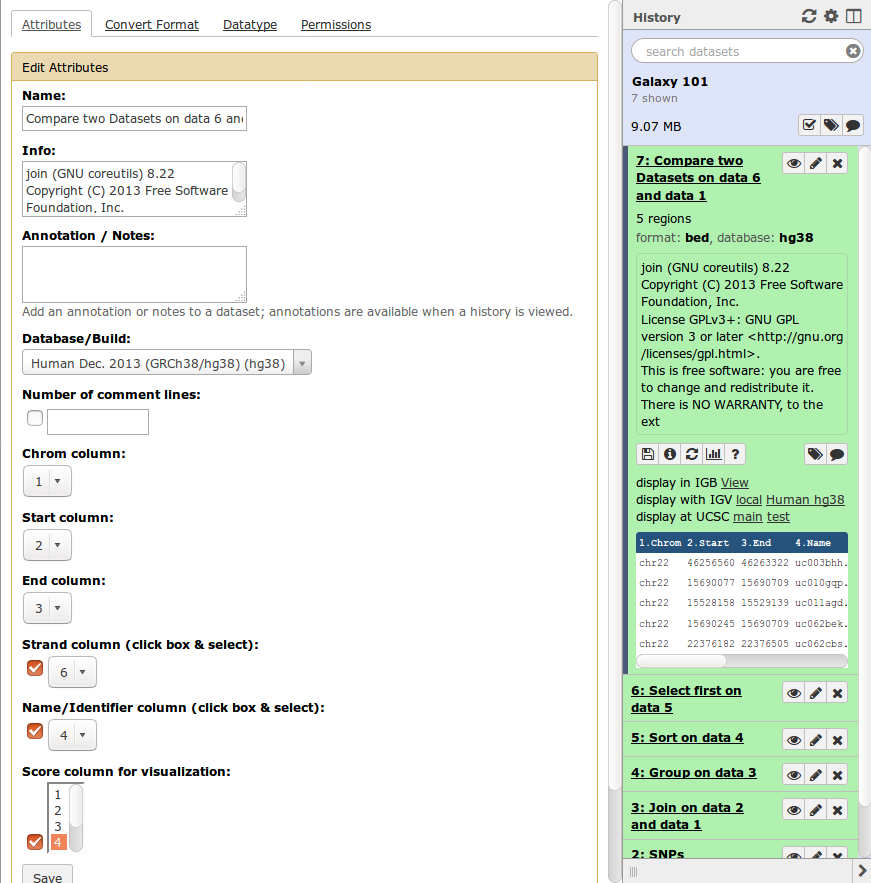 Attributes
Convert Format
Datatype
Permissions
Edit Attributes
Name:
Compare two Datasets on data 6 an
Info:
join (GNU coreutils) 8.22
Copyright (C) 2013 Free Software
Foundation, Inc.
Annotation / Notes:
Add an annotation or notes to a dataset; annotations are available when a history is viewed.
Database/Build:
Human Dec. 2013 (GRCh38/hg38) (hg38)
Number of comment lines:
Chrom column:
1
Start column:
2
End column:
3
Strand column (click box & select):
6
Name/Identifier column (click box & select):
4
Score column for visualization:
1
2
3
4
Save
History
search datasets
Galaxy 101
7 shown
9.07 MB
7: Compare two
Datasets on data 6
and data 1
5 regions
format: bed, database: hg38
join (GNU coreutils) 8.22
Copyright (C) 2013 Free Software
Foundation, Inc.
License GPLv3+: GNU GPL
version 3 or later <http://gnu.org
/licenses/gpl.html>.
This is free software: you are free
to change and redistribute it.
There is NO WARRANTY, to the
ext
display in IGB View
display with IGV local Human hg38
display at UCSC main test
1.Chrom 2.Start 3.End 4.Name
chr22 46256560 46263322 uc003bhh.
chr22 15690077 15690709 uc010gqp.
chr22 15528158 15529139 uc011agd.
chr22 15690245 15690709 uc062bek.
chr22 22376182 22376505 uc062cbs.
6: Select first on
data 5
5: Sort on data 4
4: Group on data 3
3: Join on data 2
and data 1
2: SNPs